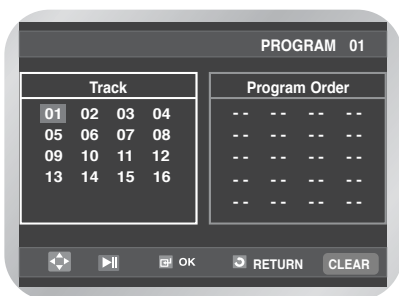 PROGRAM 01
Track Program Order
01 02 03 04 -- -- -- --
05 06 07 08 -- -- -- --
09 10 11 12 -- -- -- --
13 14 15 16 -- -- -- --
-- -- -- --
OK RETURN CLEAR